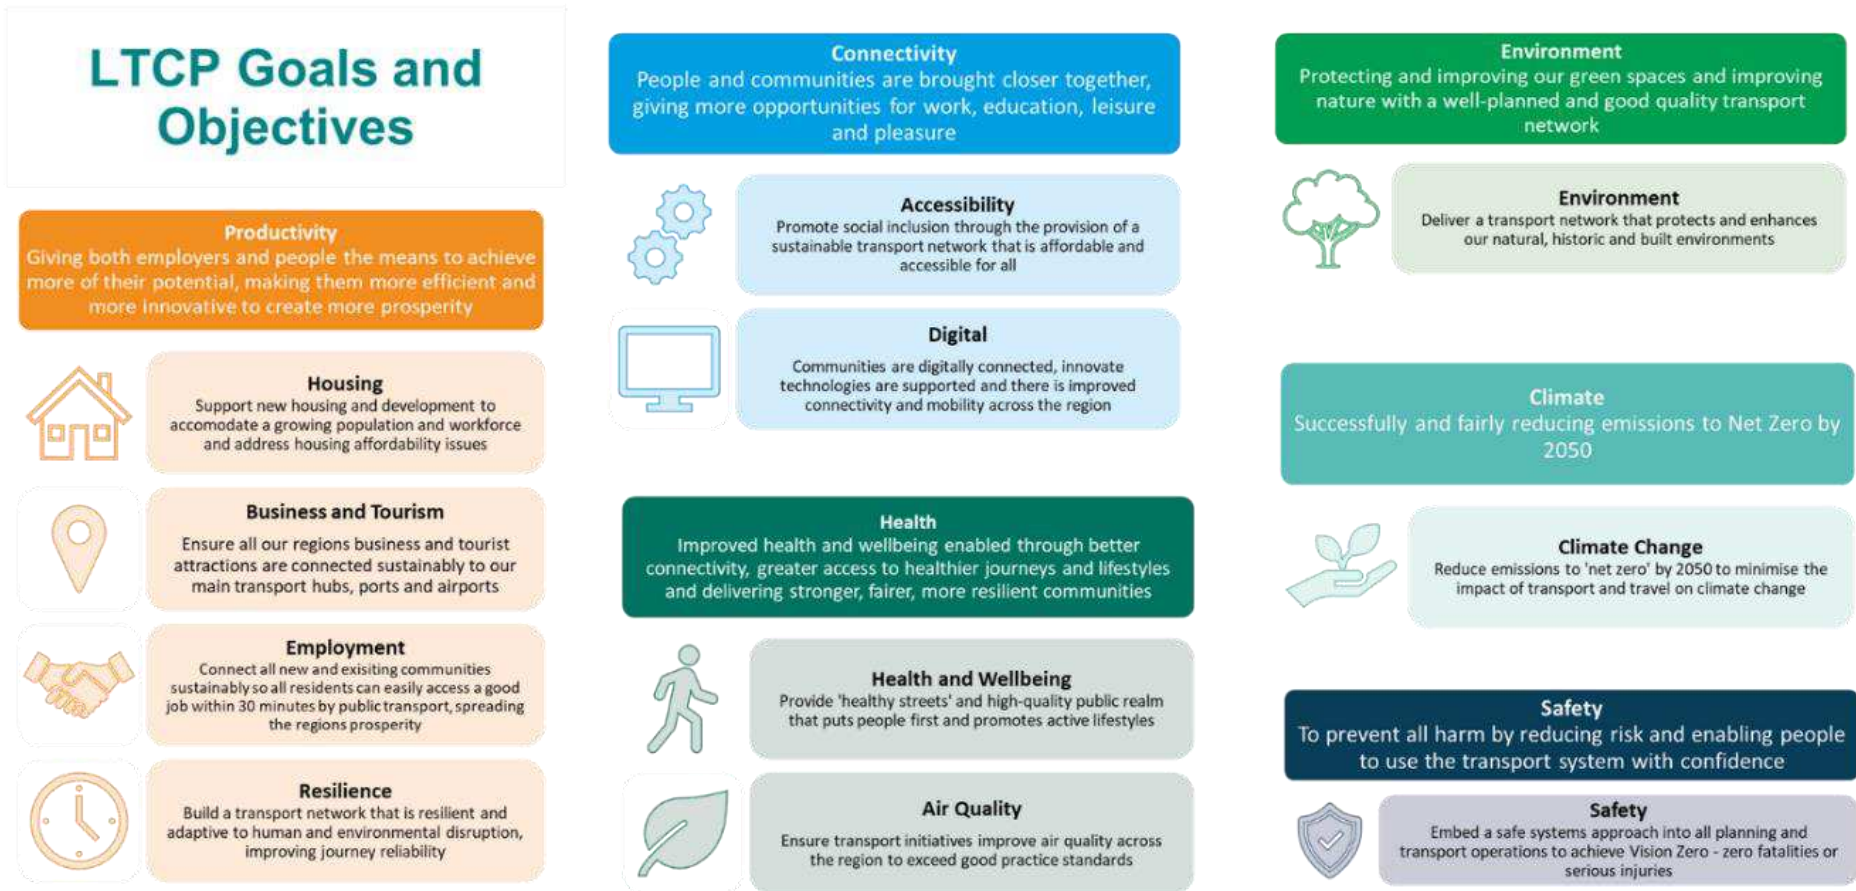 LTCP Goals and
Objectives
Productivity
Giving both employers and people the means to achieve
more of their potential, making them more efficient and
more innovative to create more prosperity
Housing
Support new housing and development to
accomodate a growing population and workforce
and address housing affordability issues
Business and Tourism
Ensure all our regions business and tourist
attractions are connected sustainably to our
main transport hubs, ports and airports
Employment
Connect all new and exisiting communities
sustainably so all residents can easily access a good
job within 30 minutes by public transport, spreading
the regions prosperity
Resilience
Build a transport network that is resilient and
adaptive to human and environmental disruption,
improving journey reliability
Connectivity
People and communities are brought closer together,
giving more opportunities for work, education, leisure
and pleasure
Accessibility
Promote social inclusion through the provision of a
sustainable transport network that is affordable and
accessible for all
Digital
Communities are digitally connected, innovate
technologies are supported and there is improved
connectivity and mobility across the region
Health
Improved health and wellbeing enabled through better
connectivity, greater access to healthier journeys and lifestyles
and delivering stronger, fairer, more resilient communities
Health and Wellbeing
Provide 'healthy streets' and high-quality public realm
that puts people first and promotes active lifestyles
Air Quality
Ensure transport initiatives improve air quality across
the region to exceed good practice standards
Environment
Protecting and improving our green spaces and improving
nature with a well-planned and good quality transport
network
Environment
Deliver a transport network that protects and enhances
our natural, historic and built environments
Climate
Successfully and fairly reducing emissions to Net Zero by
2050
Climate Change
Reduce emissions to 'net zero' by 2050 to minimise the
impact of transport and travel on climate change
Safety
To prevent all harm by reducing risk and enabling people
to use the transport system with confidence
Safety
Embed a safe systems approach into all planning and
transport operations to achieve Vision Zero - zero fatalities or
serious injuries